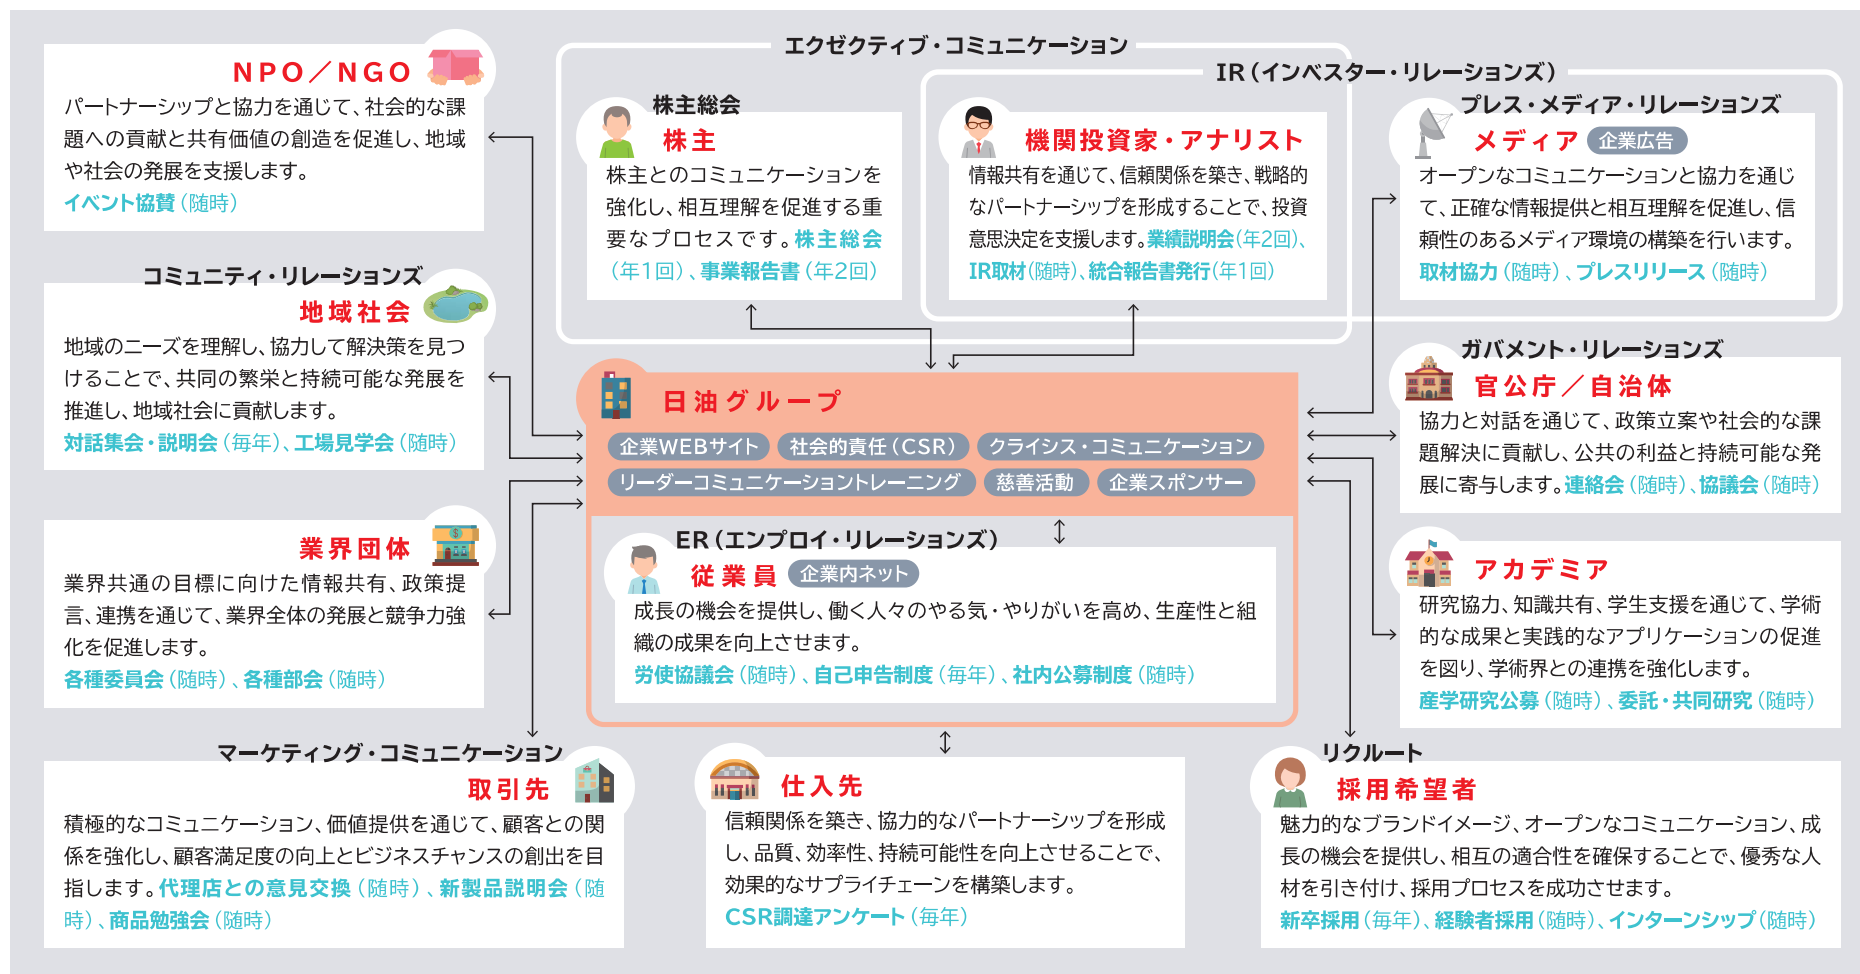 NPO／NGO
パートナーシップと協力を通じて、社会的な課
題への貢献と共有価値の創造を促進し、地域
や社会の発展を支援します。
イベント協賛（随時）
コミュニティ・リレーションズ
地域社会
地域のニーズを理解し、協力して解決策を見つ
けることで、共同の繁栄と持続可能な発展を
推進し、地域社会に貢献します。
対話集会・説明会（毎年）、工場見学会（随時）
業界団体
業界共通の目標に向けた情報共有、政策提
言、連携を通じて、業界全体の発展と競争力強
化を促進します。
各種委員会（随時）、各種部会（随時）
マーケティング・コミュニケーション
取引先
積極的なコミュニケーション、価値提供を通じて、顧客との関
係を強化し、顧客満足度の向上とビジネスチャンスの創出を目
指します。代理店との意見交換（随時）、新製品説明会（随
時）、商品勉強会（随時）
エクゼクティブ・コミュニケーション
株主総会
株主
株主とのコミュニケーションを
強化し、相互理解を促進する重
要なプロセスです。株主総会
（年1回）、事業報告書（年2回）
IR（インベスター・リレーションズ）
機関投資家・アナリスト
情報共有を通じて、信頼関係を築き、戦略的
なパートナーシップを形成することで、投資
意思決定を支援します。業績説明会（年2回）、
IR取材（随時）、統合報告書発行（年1回）
プレス・メディア・リレーションズ
メディア 企業広告
オープンなコミュニケーションと協力を通じ
て、正確な情報提供と相互理解を促進し、信
頼性のあるメディア環境の構築を行います。
取材協力（随時）、プレスリリース（随時）
日油グループ
企業WEBサイト 社会的責任（CSR） クライシス・コミュニケーション
リーダーコミュニケーショントレーニング 慈善活動 企業スポンサー
ER（エンプロイ・リレーションズ）
従業員 企業内ネット
成長の機会を提供し、働く人々のやる気・やりがいを高め、生産性と組
織の成果を向上させます。
労使協議会（随時）、自己申告制度（毎年）、社内公募制度（随時）
ガバメント・リレーションズ
官公庁／自治体
協力と対話を通じて、政策立案や社会的な課
題解決に貢献し、公共の利益と持続可能な発
展に寄与します。連絡会（随時）、協議会（随時）
アカデミア
研究協力、知識共有、学生支援を通じて、学術
的な成果と実践的なアプリケーションの促進
を図り、学術界との連携を強化します。
産学研究公募（随時）、委託・共同研究（随時）
仕入先
信頼関係を築き、協力的なパートナーシップを形成
し、品質、効率性、持続可能性を向上させることで、
効果的なサプライチェーンを構築します。
CSR調達アンケート（毎年）
リクルート
採用希望者
魅力的なブランドイメージ、オープンなコミュニケーション、成
長の機会を提供し、相互の適合性を確保することで、優秀な人
材を引き付け、採用プロセスを成功させます。
新卒採用（毎年）、経験者採用（随時）、インターンシップ（随時）